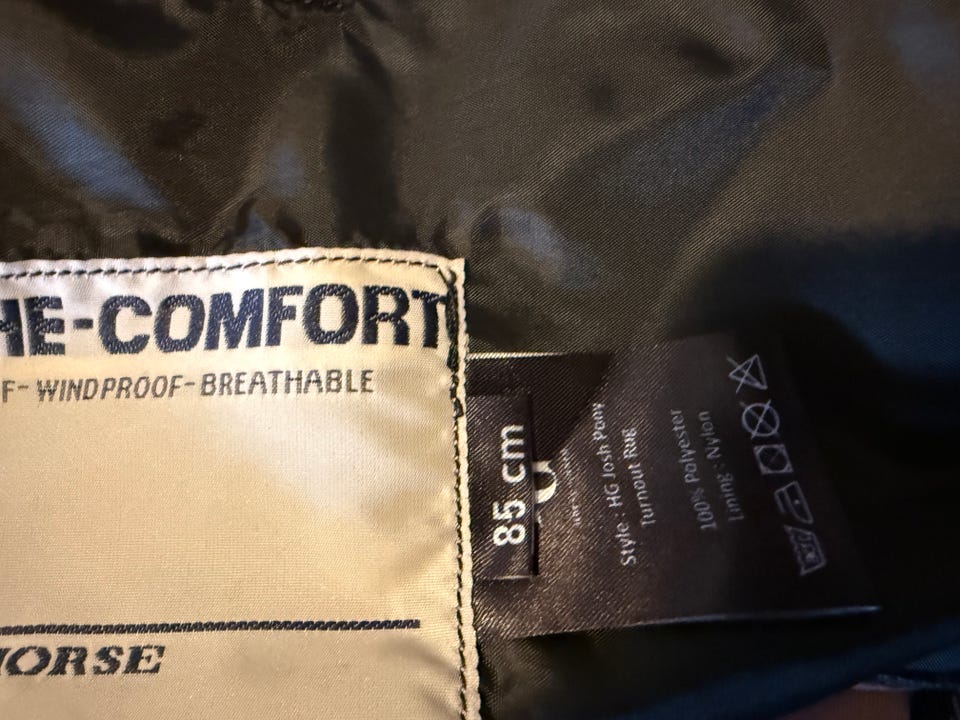 HE-COMFORT
F-WINDPROOF-BREATHABLE
HORSE
85 cm
Style : HG Josh Pony
Turnout Rug
100% Polyester
Lining : Nylon